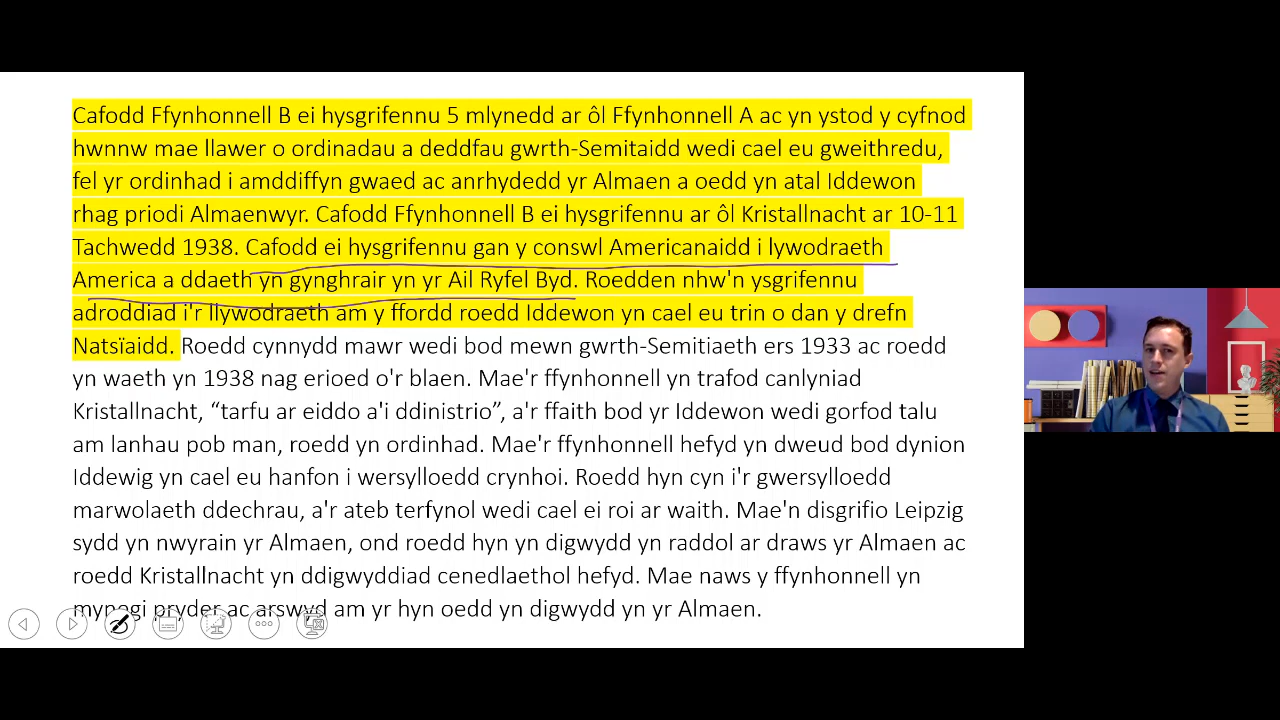 Cafodd Ffynhonnell B ei hysgrifennu 5 mlynedd ar ôl Ffynhonnell A ac yn ystod y cyfnod
hwnnw mae llawer o ordinadau a deddfau gwrth-Semitaidd wedi cael eu gweithredu,
fel yr ordinhad i amddiffyn gwaed ac anrhydedd yr Almaen a oedd yn atal Iddewon
rhag priodi Almaenwyr. Cafodd Ffynhonnell B ei hysgrifennu ar ôl Kristallnacht ar 10-11
Tachwedd 1938. Cafodd ei hysgrifennu gan y conswl Americanaidd i lywodraeth
America a ddaeth yn gynghrair yn yr Ail Ryfel Byd. Roedden nhw'n ysgrifennu
adroddiad i'r llywodraeth am y ffordd roedd Iddewon yn cael eu trin o dan y drefn
Natsïaidd. Roedd cynnydd mawr wedi bod mewn gwrth-Semitiaeth ers 1933 ac roedd
yn waeth yn 1938 nag erioed o'r blaen. Mae'r ffynhonnell yn trafod canlyniad
Kristallnacht, “tarfu ar eiddo a'i ddinistrio”, a'r ffaith bod yr Iddewon wedi gorfod talu
am lanhau pob man, roedd yn ordinhad. Mae'r ffynhonnell hefyd yn dweud bod dynion
Iddewig yn cael eu hanfon i wersylloedd crynhoi. Roedd hyn cyn i'r gwersylloedd
marwolaeth ddechrau, a'r ateb terfynol wedi cael ei roi ar waith. Mae'n disgrifio Leipzig
sydd yn nwyrain yr Almaen, ond roedd hyn yn digwydd yn raddol ar draws yr Almaen ac
roedd Kristallnacht yn ddigwyddiad cenedlaethol hefyd. Mae naws y ffynhonnell yn
mynegi pryder ac arswyd am yr hyn oedd yn digwydd yn yr Almaen.